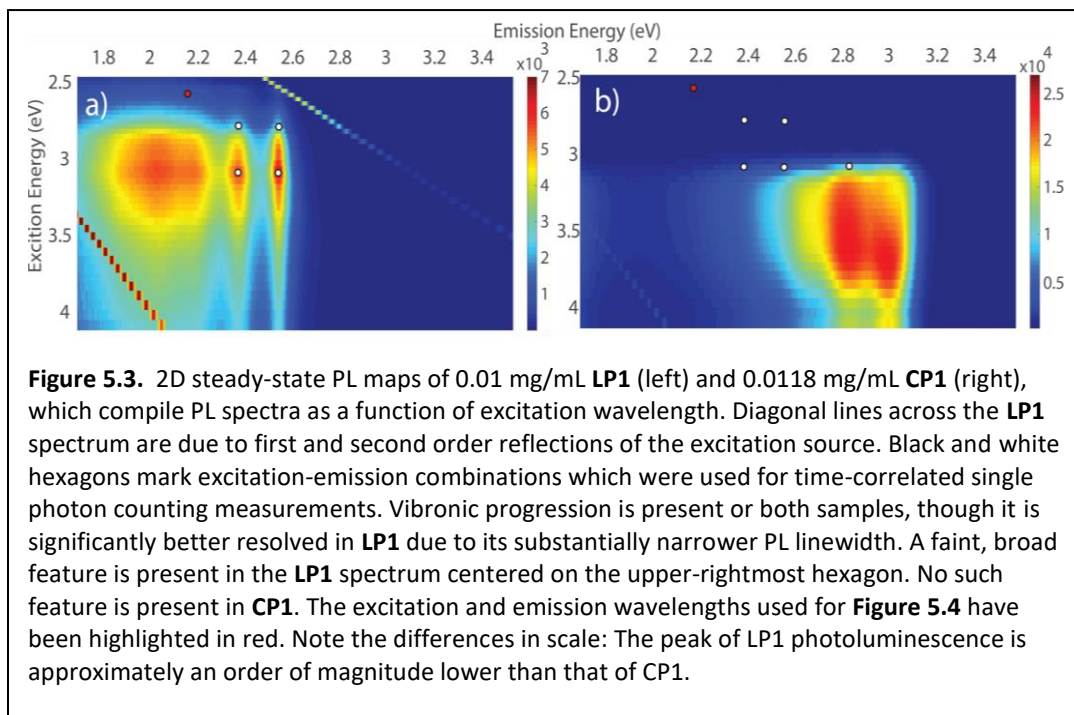 Emission Energy (eV)
1.8 2 2.2 2.4 2.6 2.8 3 3.2 3.4 x10 3
1.8 2 2.2 2.4 2.6 2.8 3 3.2 3.4 x10 4
Excition Energy (eV)
2.5
3
3.5
4
a)
7
6
5
4
3
2
1
2.5
3
3.5
4
b)
2.5
2
1.5
1
0.5
Figure 5.3. 2D steady-state PL maps of 0.01 mg/mL LP1 (left) and 0.0118 mg/mL CP1 (right),
which compile PL spectra as a function of excitation wavelength. Diagonal lines across the LP1
spectrum are due to first and second order reflections of the excitation source. Black and white
hexagons mark excitation-emission combinations which were used for time-correlated single
photon counting measurements. Vibronic progression is present or both samples, though it is
significantly better resolved in LP1 due to its substantially narrower PL linewidth. A faint, broad
feature is present in the LP1 spectrum centered on the upper-rightmost hexagon. No such
feature is present in CP1. The excitation and emission wavelengths used for Figure 5.4 have
been highlighted in red. Note the differences in scale: The peak of LP1 photoluminescence is
approximately an order of magnitude lower than that of CP1.